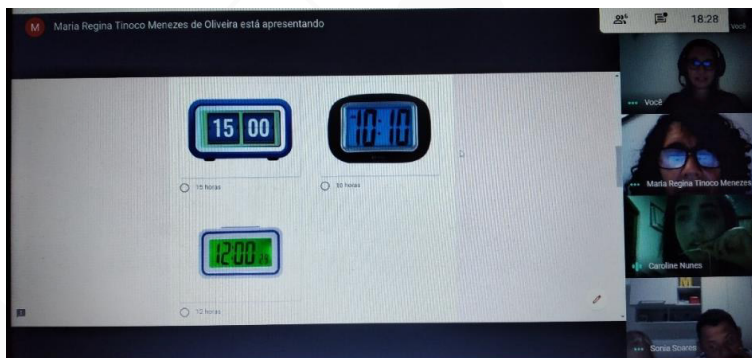 M Maria Regina Tinoco Menezes de Oliveira está apresentando
18:28
Você
15 00
10:10
15 horas
10 horas
12:00
12 horas
Você
Maria Regina Tinoco Menezes
Caroline Nunes
Sonia Soares